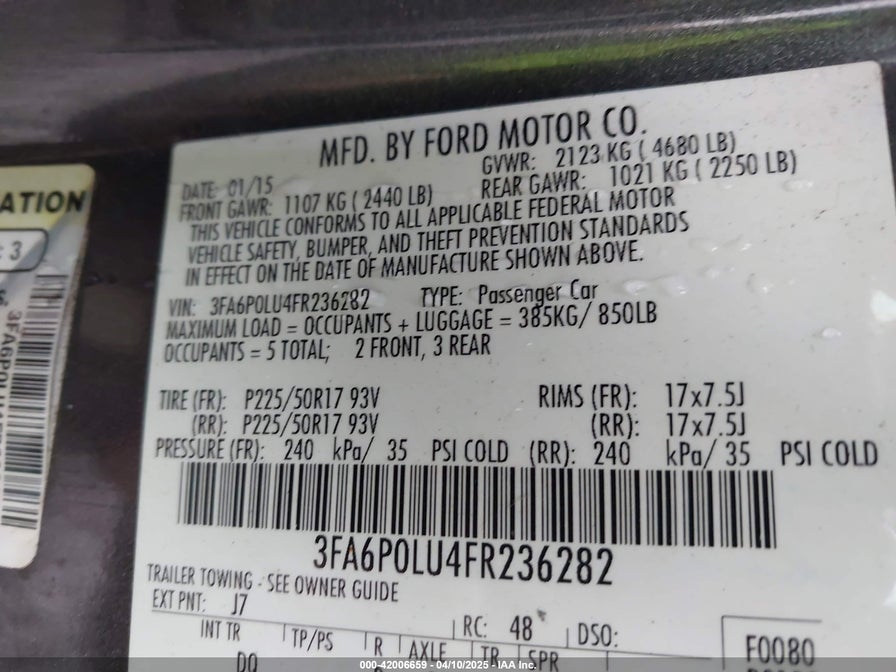 MFD. BY FORD MOTOR CO.
DATE: 01/15
GVWR: 2123 KG ( 4680 LB)
FRONT GAWR: 1107 KG ( 2440 LB)
REAR GAWR: 1021 KG ( 2250 LB)
THIS VEHICLE CONFORMS TO ALL APPLICABLE FEDERAL MOTOR
VEHICLE SAFETY, BUMPER, AND THEFT PREVENTION STANDARDS
IN EFFECT ON THE DATE OF MANUFACTURE SHOWN ABOVE.
VIN: 3FA6P0LU4FR236282 TYPE: Passenger Car
MAXIMUM LOAD = OCCUPANTS + LUGGAGE = 385KG/ 850LB
OCCUPANTS = 5 TOTAL; 2 FRONT, 3 REAR
TIRE (FR): P225/50R17 93V RIMS (FR): 17x7.5J
(RR): P225/50R17 93V (RR): 17x7.5J
PRESSURE (FR): 240 kPa/ 35 PSI COLD (RR): 240 kPa/ 35 PSI COLD
3FA6P0LU4FR236282
TRAILER TOWING - SEE OWNER GUIDE
EXT PNT: J7 RC: 48 DSO:
INT TR TP/PS R AXLE TR SPR F0080
DO
ATION
3
000-42006659 - 04/10/2025 - IAA Inc.